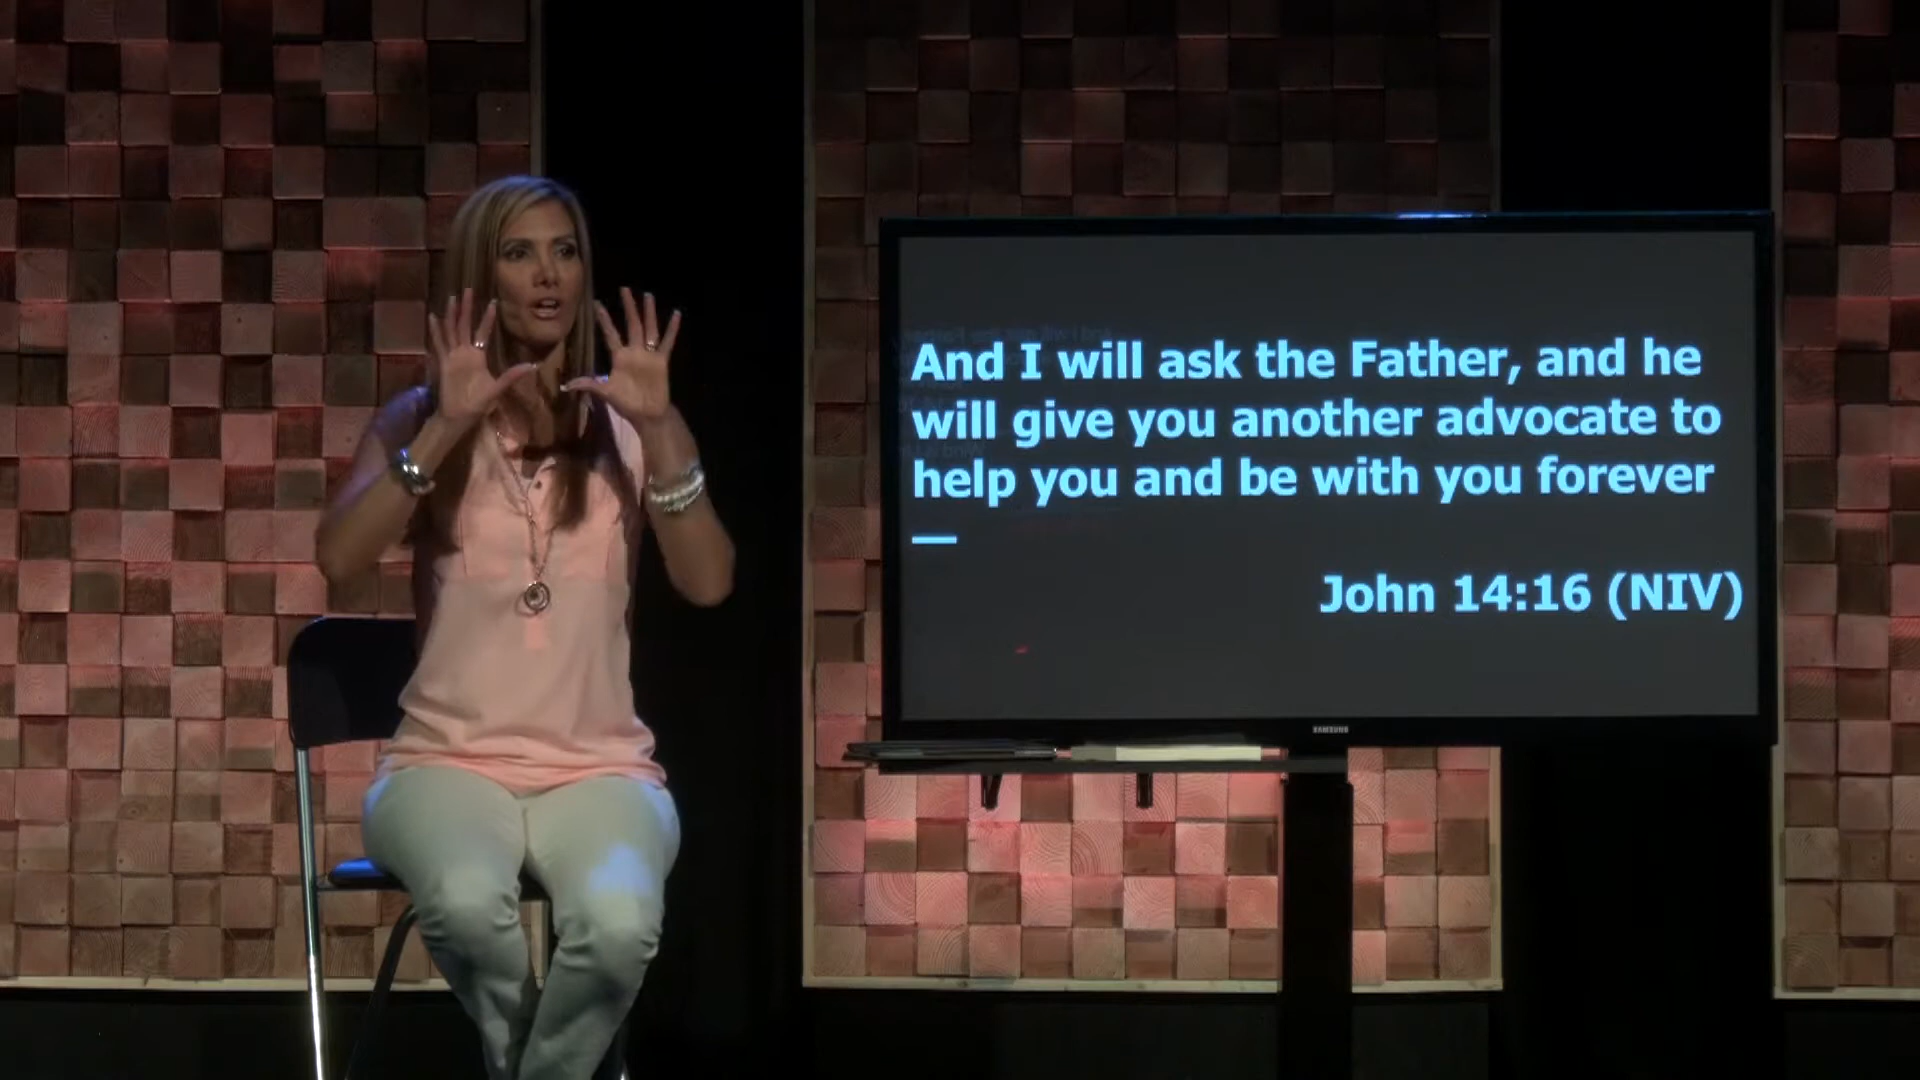 And I will ask the Father, and he
will give you another advocate to
help you and be with you forever
—
John 14:16 (NIV)
SAMSUNG